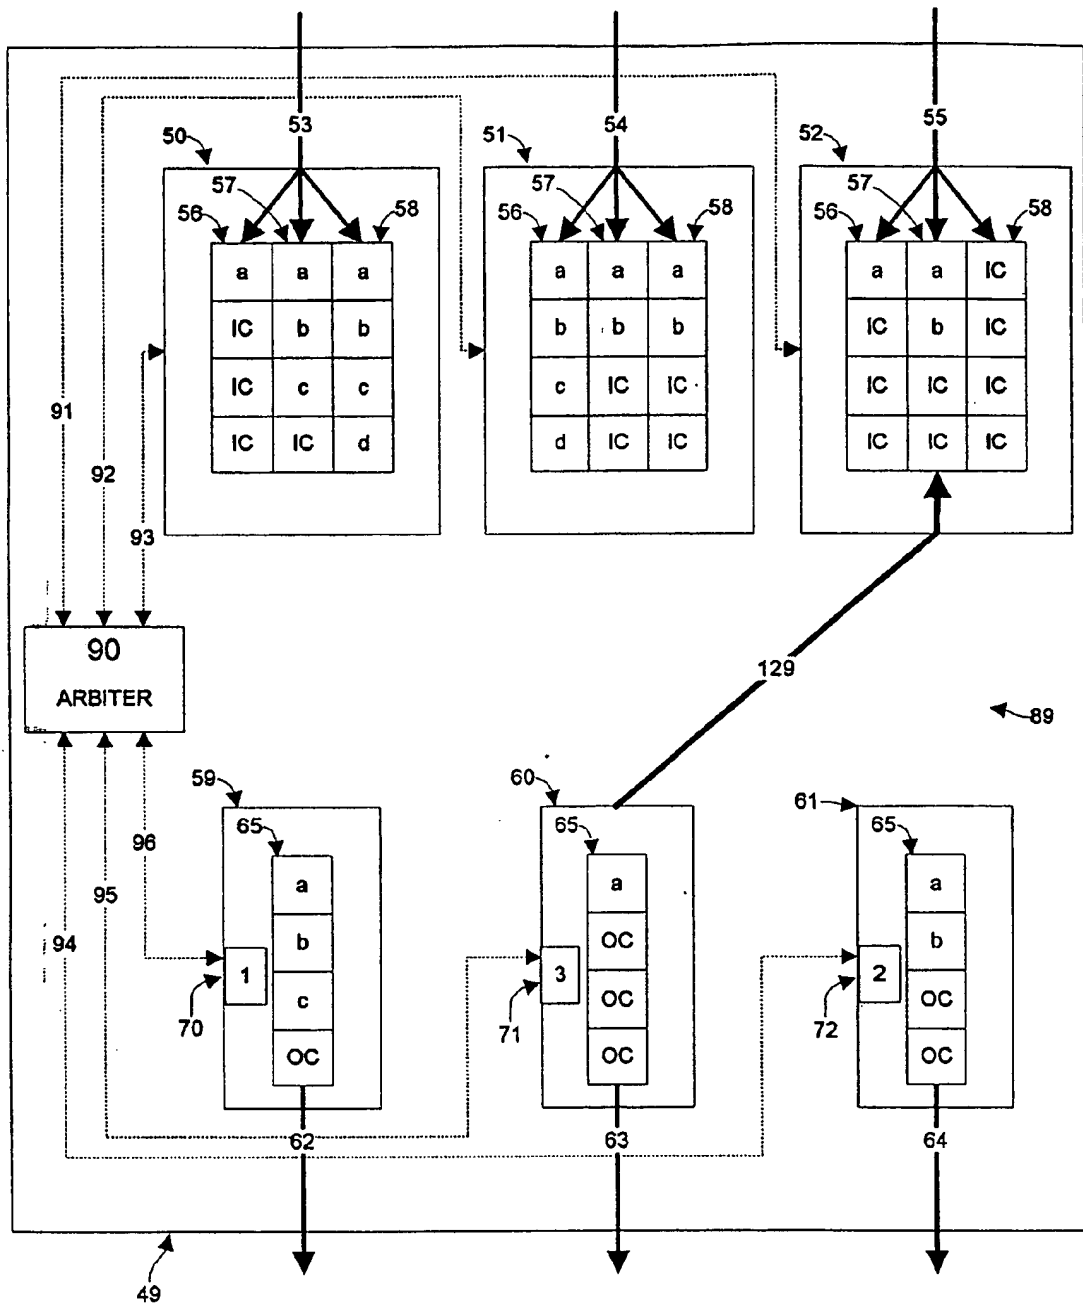 53 54 55
50 51 52
57 57 57
56 58 56 58 56 58
a a a a a a a a IC
IC b b b b b IC b IC
IC c c c IC IC IC IC IC
IC IC d d IC IC IC IC IC
91
92
93
90
ARBITER
129
89
59 60 61
65 65 65
96
95
94
a a a
b OC b
1 3 2
c OC OC
70 71 72
OC OC OC
62 63 64
49